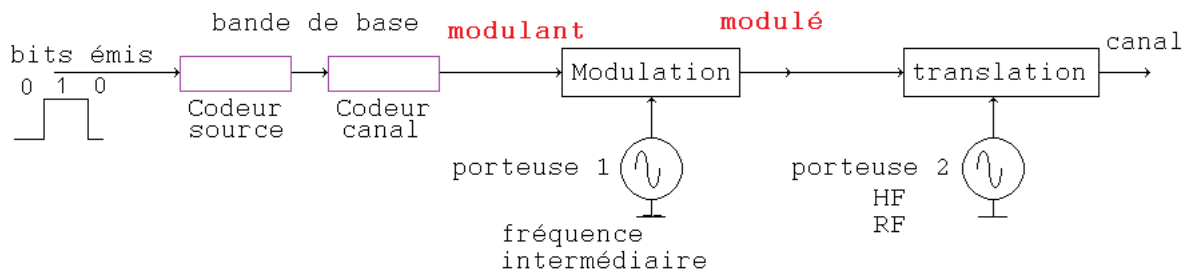 bande de base
modulant
modulé
bits émis
0 1 0
Codeur
source
Codeur
canal
Modulation
translation
canal
porteuse 1
fréquence
intermédiaire
porteuse 2
HF
RF